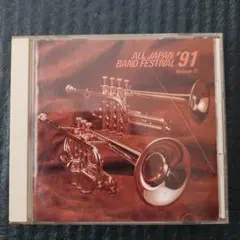 ALL JAPAN
BAND FESTIVAL '91